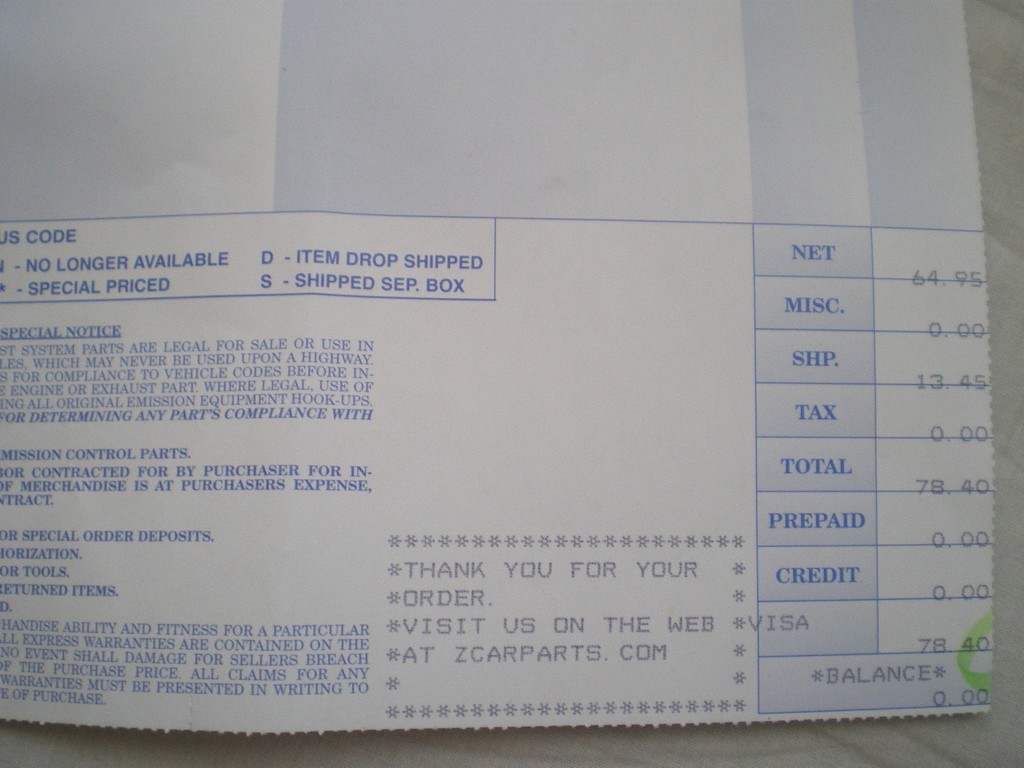 US CODE
- NO LONGER AVAILABLE D - ITEM DROP SHIPPED
* - SPECIAL PRICED S - SHIPPED SEP. BOX
SPECIAL NOTICE
ST SYSTEM PARTS ARE LEGAL FOR SALE OR USE IN
LES, WHICH MAY NEVER BE USED UPON A HIGHWAY.
S FOR COMPLIANCE TO VEHICLE CODES BEFORE IN-
E ENGINE OR EXHAUST PART. WHERE LEGAL, USE OF
ING ALL ORIGINAL EMISSION EQUIPMENT HOOK-UPS.
FOR DETERMINING ANY PART'S COMPLIANCE WITH
MISSION CONTROL PARTS.
BOR CONTRACTED FOR BY PURCHASER FOR IN-
OF MERCHANDISE IS AT PURCHASERS EXPENSE,
NTRACT.
OR SPECIAL ORDER DEPOSITS.
HORIZATION.
OR TOOLS.
RETURNED ITEMS.
D.
HANDISE ABILITY AND FITNESS FOR A PARTICULAR
ALL EXPRESS WARRANTIES ARE CONTAINED ON THE
NO EVENT SHALL DAMAGE FOR SELLERS BREACH
OF THE PURCHASE PRICE. ALL CLAIMS FOR ANY
WARRANTIES MUST BE PRESENTED IN WRITING TO
E OF PURCHASE.
*********************
*THANK YOU FOR YOUR *
*ORDER. *
*VISIT US ON THE WEB *
*AT ZCARPARTS.COM *
* *
*********************
NET 64.95
MISC. 0.00
SHP. 13.45
TAX 0.00
TOTAL 78.40
PREPAID 0.00
CREDIT 0.00
VISA 78.40
*BALANCE* 0.00